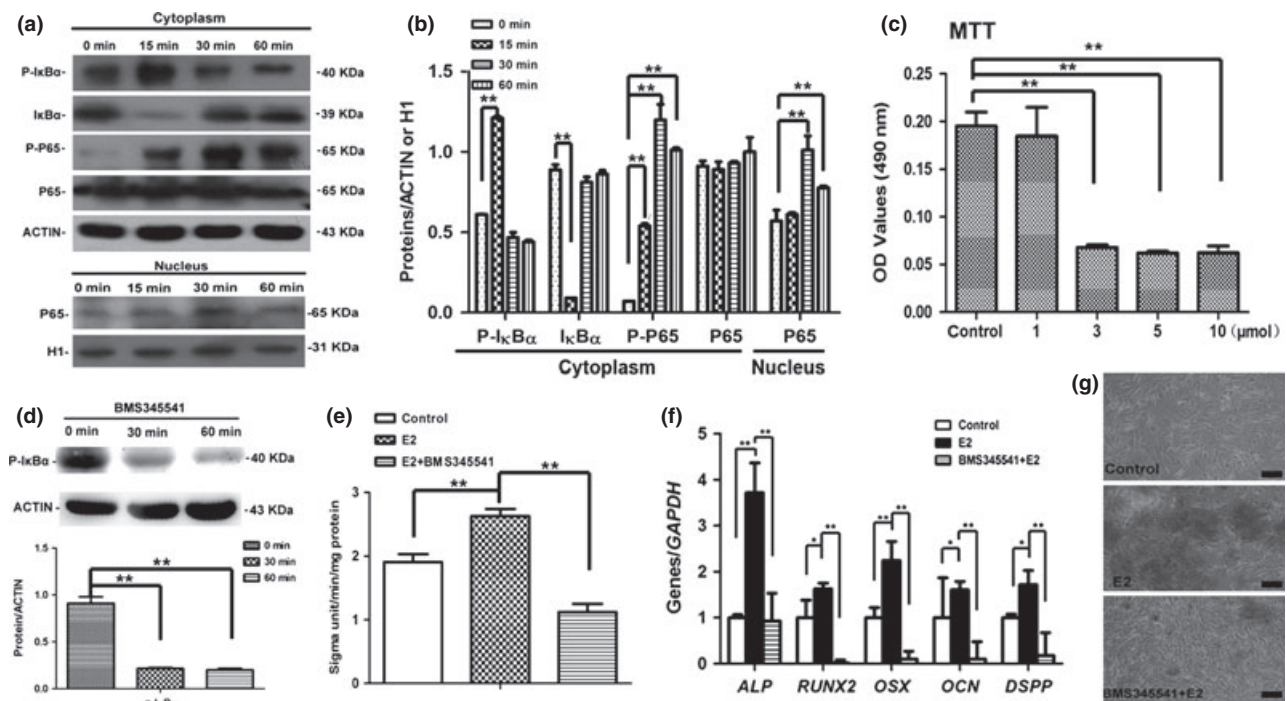 (a)
Cytoplasm
0 min 15 min 30 min 60 min
P-IκBα- -40 KDa
IκBα- -39 KDa
P-P65- -65 KDa
P65- -65 KDa
ACTIN- -43 KDa
Nucleus
0 min 15 min 30 min 60 min
P65- -65 KDa
H1- -31 KDa
(b)
0 min
15 min
30 min
60 min
Proteins/ACTIN or H1
1.5
1.0
0.5
0.0
** ** ** ** ** ** **
P-IκBα IκBα P-P65 P65 P65
Cytoplasm Nucleus
(c) MTT
OD Values (490 nm)
0.25
0.20
0.15
0.10
0.05
0.00
**
**
**
Control 1 3 5 10 (μmol)
(d)
BMS345541
0 min 30 min 60 min
P-IκBα- -40 KDa
ACTIN- -43 KDa
0 min
30 min
60 min
Protein/ACTIN
1.0
0.5
0.0
**
**
(e)
Control
E2
E2+BMS345541
Sigma unit/min/mg protein
4
3
2
1
0
** **
(f)
Control
E2
BMS345541+E2
Genes/GAPDH
5
4
3
2
1
0
** ** * ** ** ** * ** * **
ALP RUNX2 OSX OCN DSPP
(g)
Control
E2
BMS345541+E2